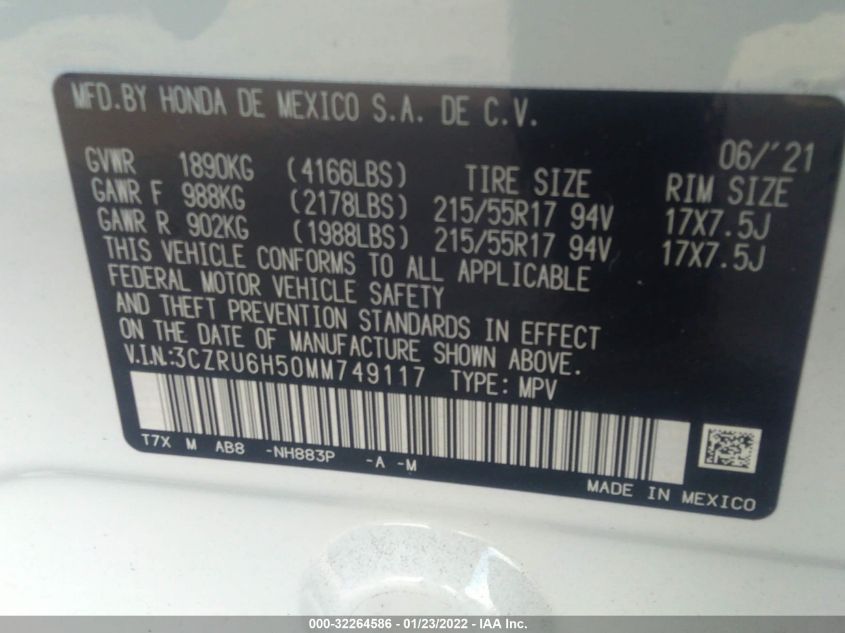 MFD.BY HONDA DE MEXICO S.A. DE C.V.
06/'21
GVWR 1890KG (4166LBS) TIRE SIZE RIM SIZE
GAWR F 988KG (2178LBS) 215/55R17 94V 17X7.5J
GAWR R 902KG (1988LBS) 215/55R17 94V 17X7.5J
THIS VEHICLE CONFORMS TO ALL APPLICABLE
FEDERAL MOTOR VEHICLE SAFETY
AND THEFT PREVENTION STANDARDS IN EFFECT
ON THE DATE OF MANUFACTURE SHOWN ABOVE.
V.I.N.:3CZRU6H50MM749117 TYPE: MPV
T7X M AB8 -NH883P -A -M
MADE IN MEXICO
000-32264586 - 01/23/2022 - IAA Inc.